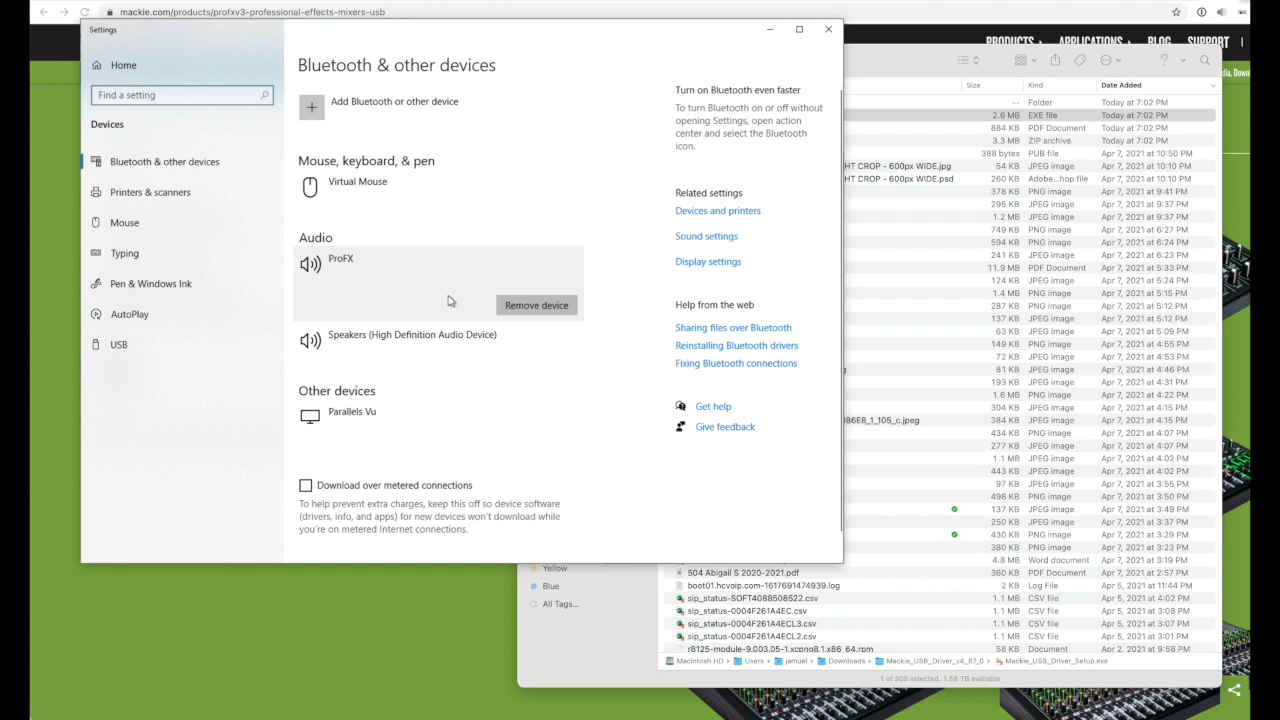 mackie.com/products/profxv3-professional-effects-mixers-usb
Settings
Home
Find a setting
Devices
Bluetooth & other devices
Printers & scanners
Mouse
Typing
Pen & Windows Ink
AutoPlay
USB
Bluetooth & other devices
Add Bluetooth or other device
Mouse, keyboard, & pen
Virtual Mouse
Audio
ProFX
Remove device
Speakers (High Definition Audio Device)
Other devices
Parallels Vu
Download over metered connections
To help prevent extra charges, keep this off so device software
(drivers, info, and apps) for new devices won't download while
you're on metered Internet connections.
Turn on Bluetooth even faster
To turn Bluetooth on or off without
opening Settings, open action
center and select the Bluetooth
icon.
Related settings
Devices and printers
Sound settings
Display settings
Help from the web
Sharing files over Bluetooth
Reinstalling Bluetooth drivers
Fixing Bluetooth connections
Get help
Give feedback
PRODUCTS APPLICATIONS BLOG SUPPORT
dia, Down
Size Kind Date Added
-- Folder Today at 7:02 PM
2.6 MB EXE file Today at 7:02 PM
884 KB PDF Document Today at 7:02 PM
3.3 MB ZIP archive Today at 7:02 PM
388 bytes PUB file Apr 7, 2021 at 10:50 PM
HT CROP - 600px WIDE.jpg 54 KB JPEG image Apr 7, 2021 at 10:10 PM
HT CROP - 600px WIDE.psd 260 KB Adobe...hop file Apr 7, 2021 at 10:10 PM
378 KB PNG image Apr 7, 2021 at 9:41 PM
295 KB JPEG image Apr 7, 2021 at 9:37 PM
1.2 MB PNG image Apr 7, 2021 at 9:37 PM
749 KB PNG image Apr 7, 2021 at 6:27 PM
594 KB PNG image Apr 7, 2021 at 6:24 PM
241 KB JPEG image Apr 7, 2021 at 6:23 PM
11.9 MB PDF Document Apr 7, 2021 at 5:33 PM
124 KB JPEG image Apr 7, 2021 at 5:24 PM
1.4 MB PNG image Apr 7, 2021 at 5:15 PM
287 KB PNG image Apr 7, 2021 at 5:12 PM
137 KB JPEG image Apr 7, 2021 at 5:12 PM
63 KB JPEG image Apr 7, 2021 at 5:09 PM
149 KB PNG image Apr 7, 2021 at 4:55 PM
72 KB JPEG image Apr 7, 2021 at 4:53 PM
81 KB JPEG image Apr 7, 2021 at 4:46 PM
193 KB JPEG image Apr 7, 2021 at 4:31 PM
1.6 MB PNG image Apr 7, 2021 at 4:22 PM
304 KB JPEG image Apr 7, 2021 at 4:15 PM
086E8_1_105_c.jpeg 384 KB JPEG image Apr 7, 2021 at 4:15 PM
434 KB PNG image Apr 7, 2021 at 4:07 PM
277 KB JPEG image Apr 7, 2021 at 4:07 PM
1.1 MB PNG image Apr 7, 2021 at 4:02 PM
443 KB PNG image Apr 7, 2021 at 4:02 PM
97 KB JPEG image Apr 7, 2021 at 3:55 PM
498 KB PNG image Apr 7, 2021 at 3:50 PM
137 KB JPEG image Apr 7, 2021 at 3:49 PM
250 KB JPEG image Apr 7, 2021 at 3:37 PM
430 KB PNG image Apr 7, 2021 at 3:29 PM
380 KB PNG image Apr 7, 2021 at 3:23 PM
4.8 MB Word document Apr 7, 2021 at 3:19 PM
504 Abigail S 2020-2021.pdf 360 KB PDF Document Apr 7, 2021 at 2:57 PM
boot01.hcvoip.com-1617691474939.log 2 KB Log File Apr 5, 2021 at 11:44 PM
sip_status-SOFT4088508522.csv 1.1 MB CSV file Apr 5, 2021 at 4:02 PM
sip_status-0004F261A4EC.csv 1.1 MB CSV file Apr 5, 2021 at 3:08 PM
sip_status-0004F261A4ECL3.csv 1.1 MB CSV file Apr 5, 2021 at 3:07 PM
sip_status-0004F261A4ECL2.csv 1.1 MB CSV file Apr 5, 2021 at 3:01 PM
r8125-module-9.003.05-1.xcpng8.1.x86_64.rpm 58 KB Document Apr 2, 2021 at 9:58 PM
Yellow
Blue
All Tags...
Macintosh HD Users jamuel Downloads Mackie_USB_Driver_v4_67_0 Mackie_USB_Driver_Setup.exe
1 of 309 selected, 1.58 TB available